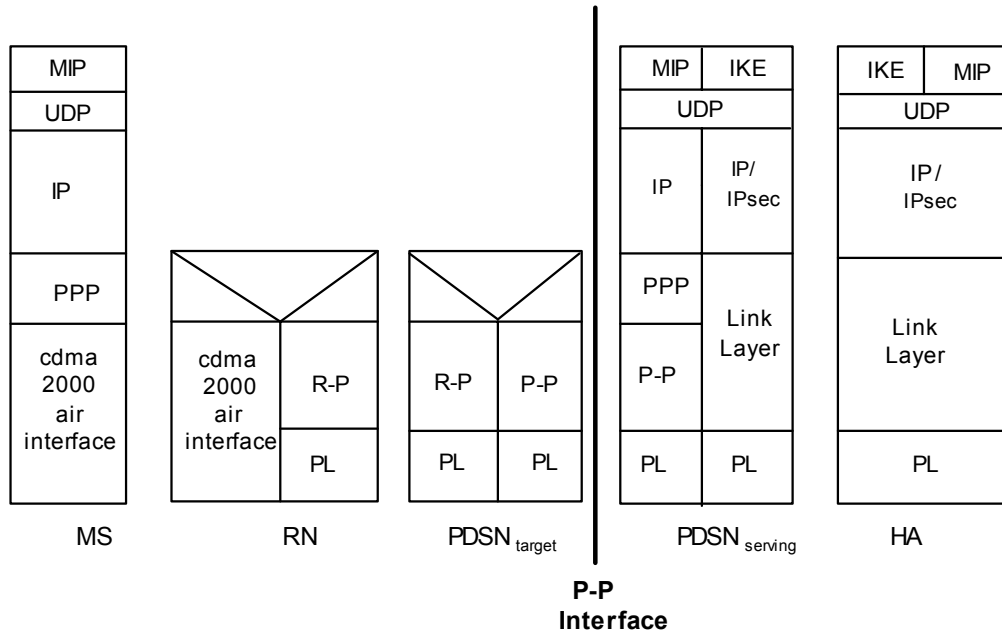 MIP
UDP
IP
PPP
cdma
2000
air
interface
MS
cdma
2000
air
interface
R-P
PL
RN
R-P
P-P
PL
PL
PDSN target
P-P
Interface
MIP
IKE
UDP
IP
IP/
IPsec
PPP
P-P
Link
Layer
PL
PL
PDSN serving
IKE
MIP
UDP
IP/
IPsec
Link
Layer
PL
HA